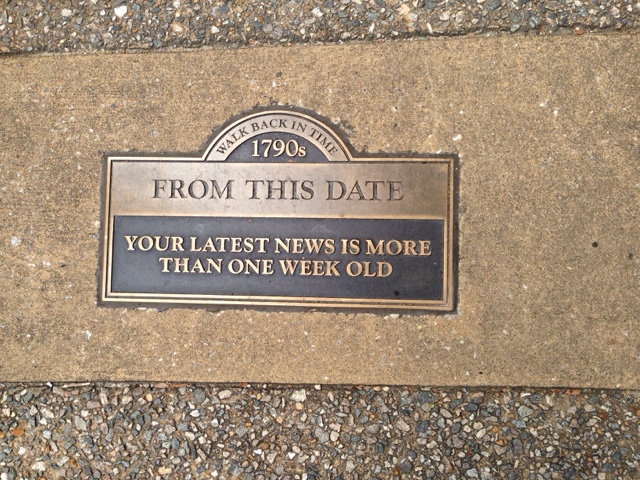 WALK BACK IN TIME
1790s
FROM THIS DATE
YOUR LATEST NEWS IS MORE
THAN ONE WEEK OLD